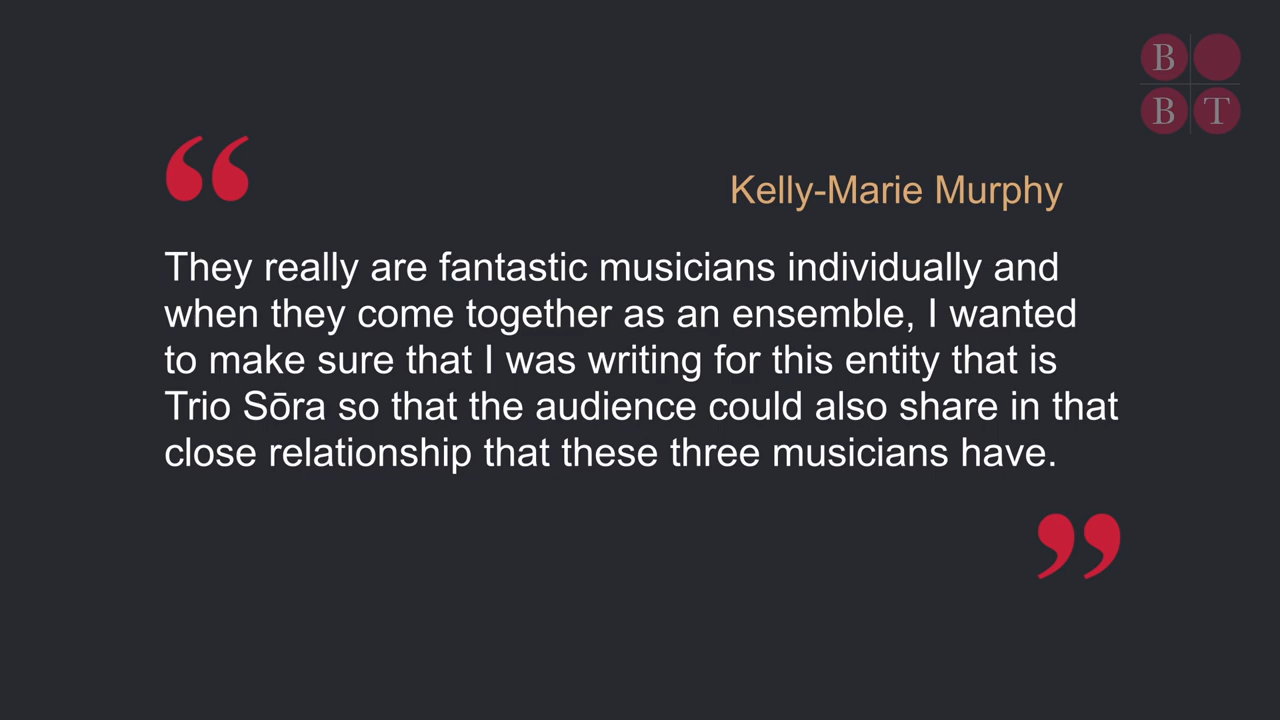 B
B T
“
Kelly-Marie Murphy
They really are fantastic musicians individually and
when they come together as an ensemble, I wanted
to make sure that I was writing for this entity that is
Trio Sōra so that the audience could also share in that
close relationship that these three musicians have.
”